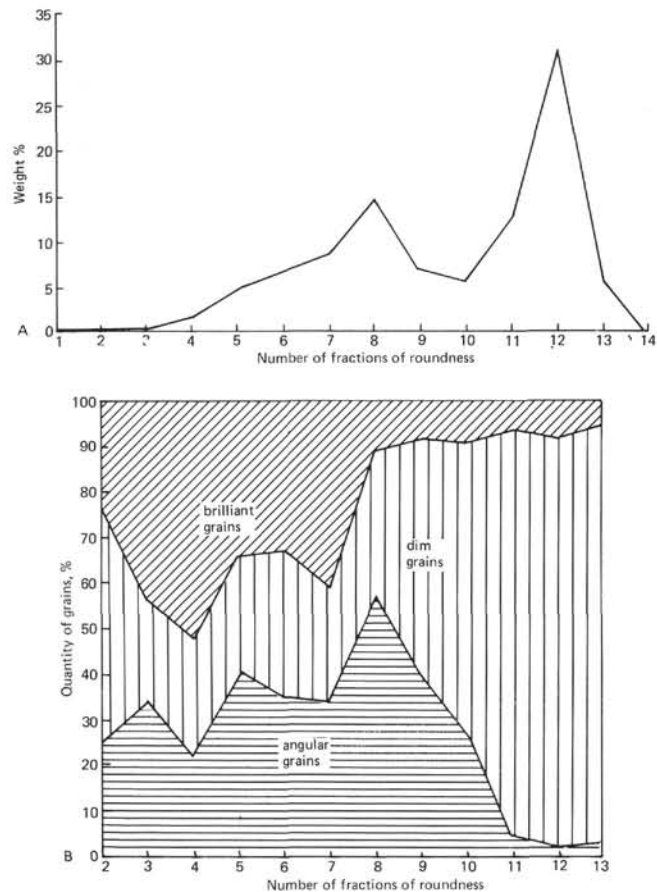 35
30
25
20
15
10
5
0
Weight %
A
1 2 3 4 5 6 7 8 9 10 11 12 13 14
Number of fractions of roundness
100
90
80
70
60
50
40
30
20
10
0
Quantity of grains, %
brilliant
grains
dim
grains
angular
grains
B
2 3 4 5 6 7 8 9 10 11 12 13
Number of fractions of roundness